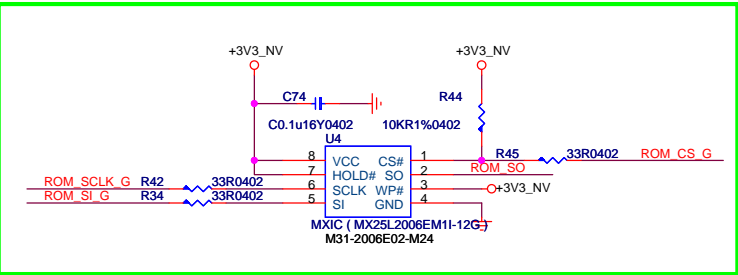 +3V3_NV
+3V3_NV
C74
R44
C0.1u16Y0402
10KR1%0402
U4
8 VCC CS# 1 R45 33R0402 ROM_CS_G
7 HOLD# SO 2 ROM_SO
ROM_SCLK_G R42 33R0402 6 SCLK WP# 3 +3V3_NV
ROM_SI_G R34 33R0402 5 SI GND 4
MXIC ( MX25L2006EM1I-12G )
M31-2006E02-M24